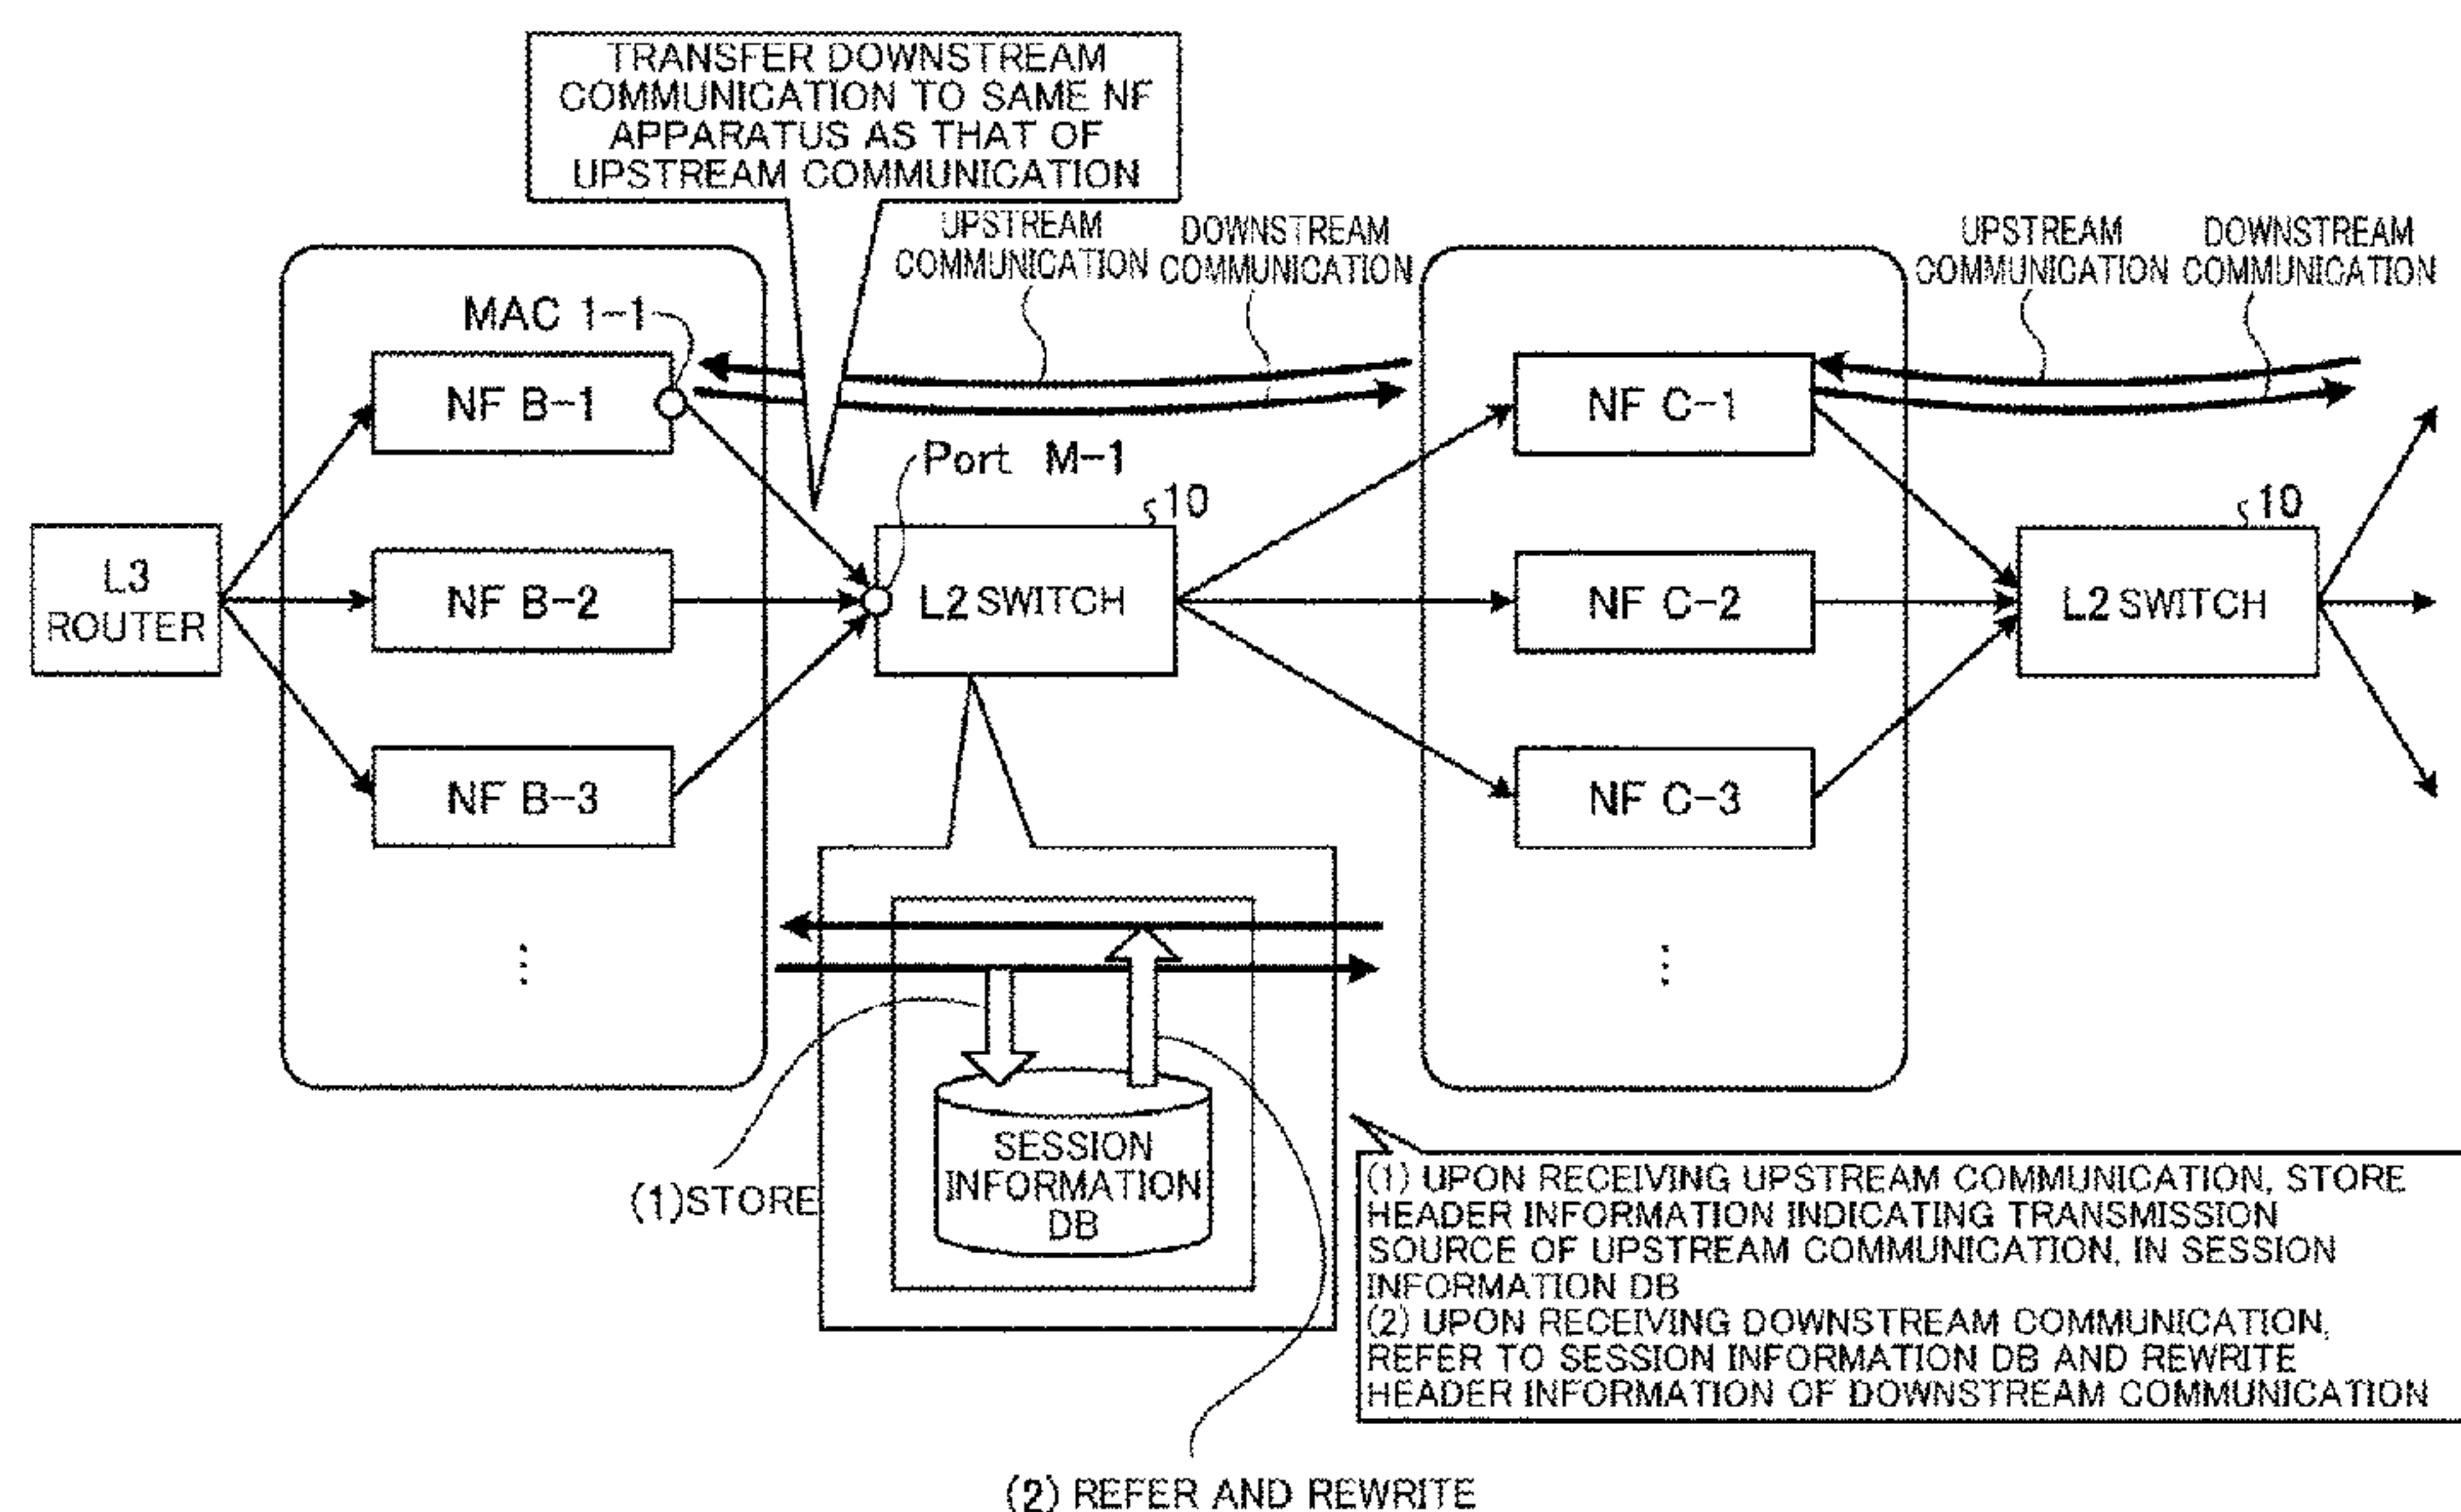 TRANSFER DOWNSTREAM
COMMUNICATION TO SAME NF
APPARATUS AS THAT OF
UPSTREAM COMMUNICATION
UPSTREAM
COMMUNICATION
DOWNSTREAM
COMMUNICATION
UPSTREAM
COMMUNICATION
DOWNSTREAM
COMMUNICATION
MAC 1-1
NF B-1
NF C-1
Port M-1
10
10
L3
ROUTER
NF B-2
L2 SWITCH
NF C-2
L2 SWITCH
NF B-3
NF C-3
⋮
⋮
SESSION
INFORMATION
DB
(1)STORE
(1) UPON RECEIVING UPSTREAM COMMUNICATION, STORE
HEADER INFORMATION INDICATING TRANSMISSION
SOURCE OF UPSTREAM COMMUNICATION, IN SESSION
INFORMATION DB
(2) UPON RECEIVING DOWNSTREAM COMMUNICATION,
REFER TO SESSION INFORMATION DB AND REWRITE
HEADER INFORMATION OF DOWNSTREAM COMMUNICATION
(2) REFER AND REWRITE